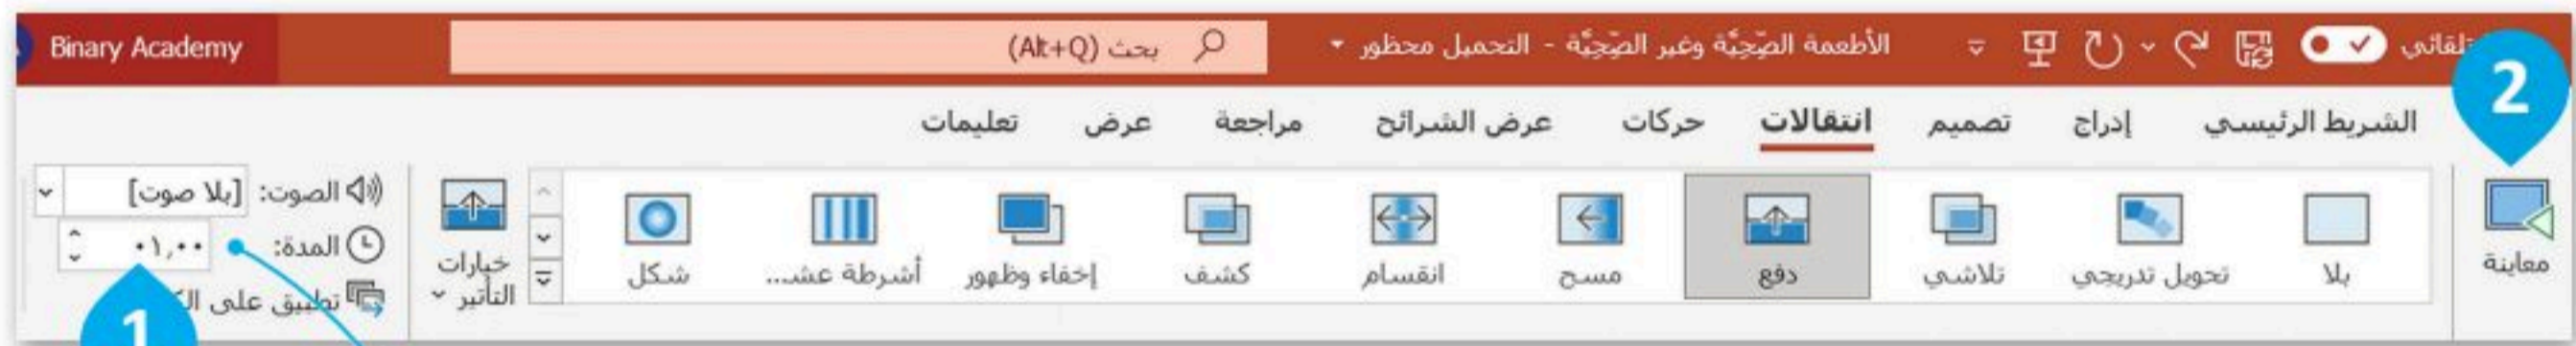 تلقائي
الأطعمة الصّحِيَّة وغير الصّحِيَّة - التحميل محظور
بحث (Alt+Q)
Binary Academy
2
الشريط الرئيسي إدراج تصميم انتقالات حركات عرض الشرائح مراجعة عرض تعليمات
معاينة
بلا تحويل تدريجي تلاشي دفع مسح انقسام كشف إخفاء وظهور أشرطة عشـ... شكل
خيارات
التأثير
الصوت: [بلا صوت]
المدة: ٠١,٠٠
تطبيق على
1